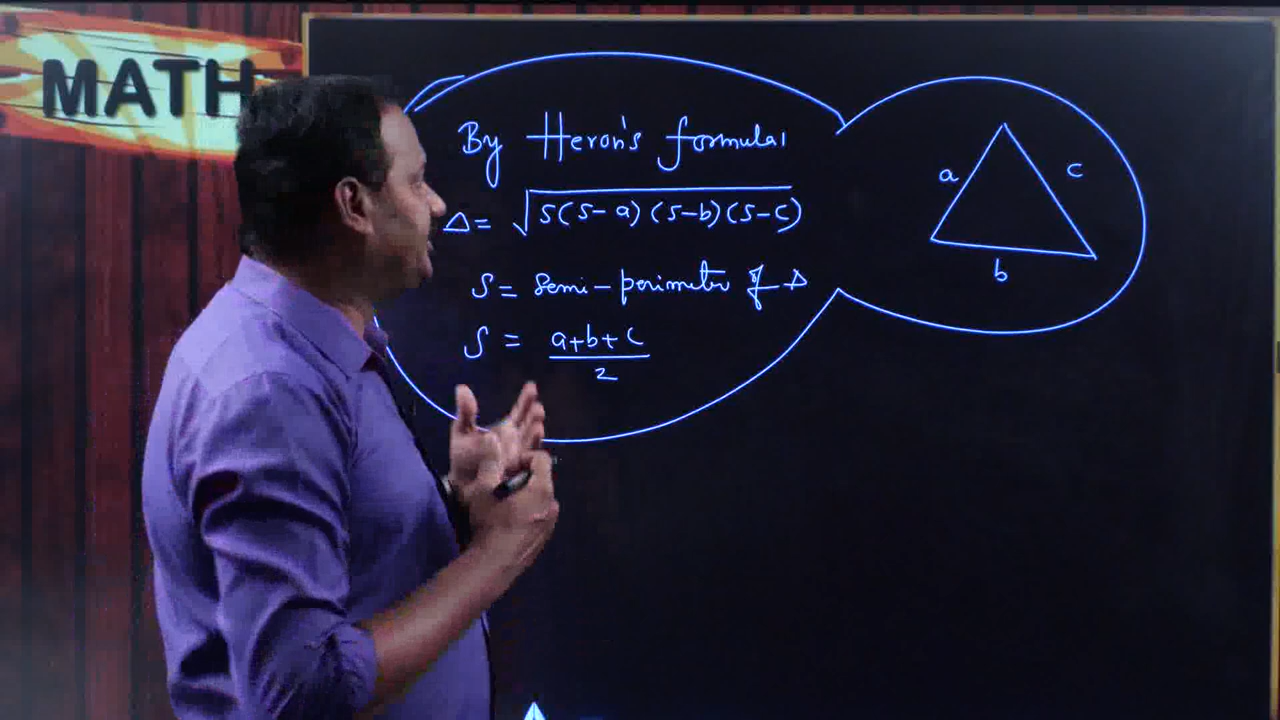 MATH
By Heron's formula
Δ = √S(S-a)(S-b)(S-c)
S = Semi-perimeter of Δ
S = a+b+c
2
a
c
b